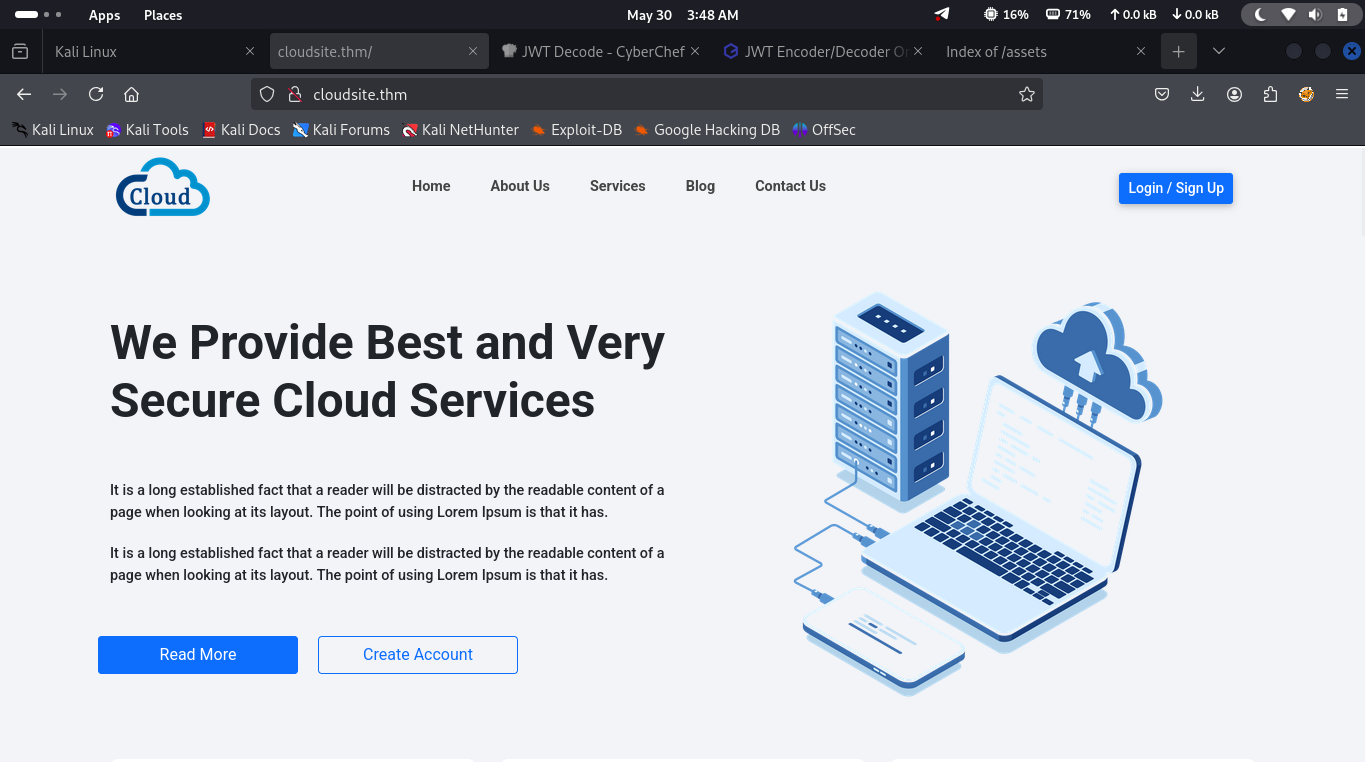 Apps Places May 30 3:48 AM 16% 71% 0.0 kB 0.0 kB
Kali Linux cloudsite.thm/ JWT Decode - CyberChef JWT Encoder/Decoder On Index of /assets
cloudsite.thm
Kali Linux Kali Tools Kali Docs Kali Forums Kali NetHunter Exploit-DB Google Hacking DB OffSec
Cloud Home About Us Services Blog Contact Us Login / Sign Up
We Provide Best and Very
Secure Cloud Services
It is a long established fact that a reader will be distracted by the readable content of a
page when looking at its layout. The point of using Lorem Ipsum is that it has.
It is a long established fact that a reader will be distracted by the readable content of a
page when looking at its layout. The point of using Lorem Ipsum is that it has.
Read More Create Account